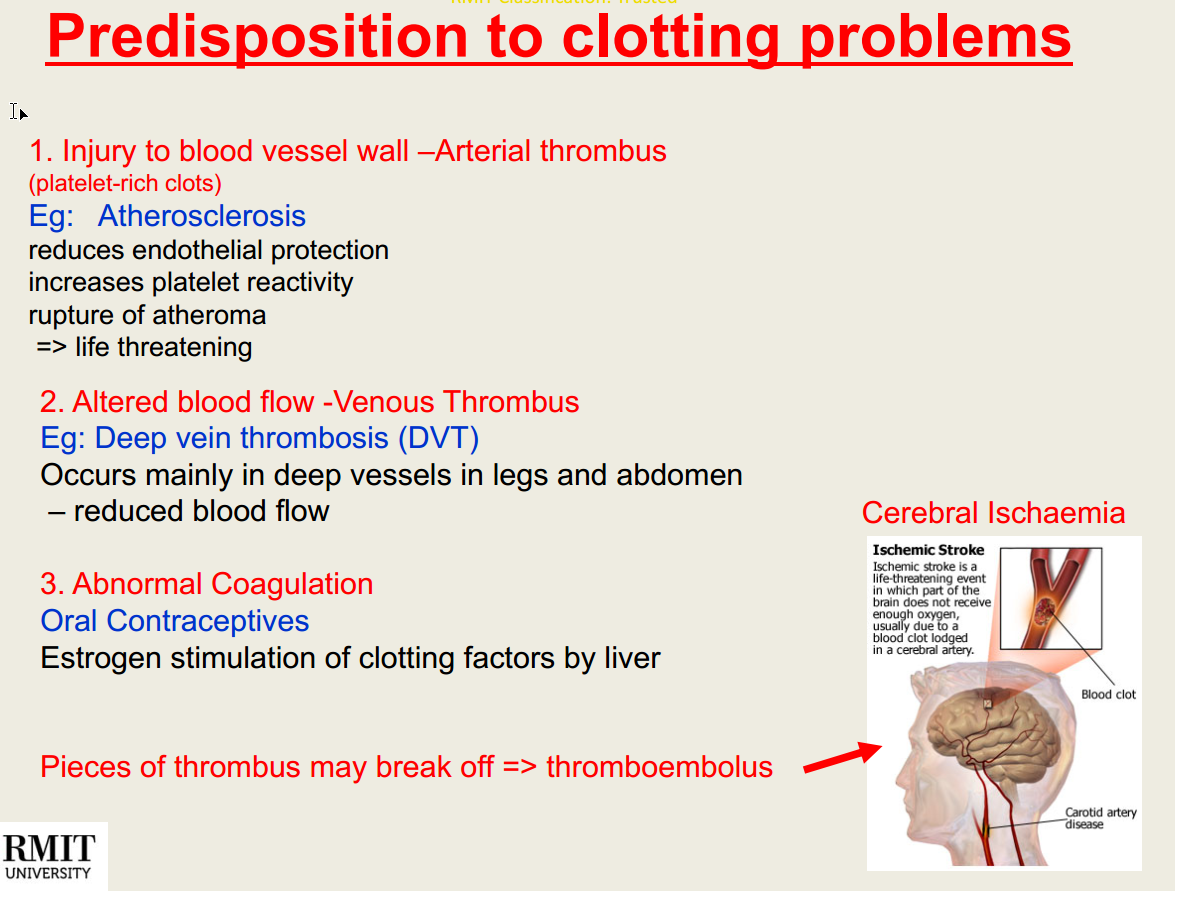 RMIT Classification: Trusted
Predisposition to clotting problems
1. Injury to blood vessel wall –Arterial thrombus
(platelet-rich clots)
Eg: Atherosclerosis
reduces endothelial protection
increases platelet reactivity
rupture of atheroma
=> life threatening
2. Altered blood flow -Venous Thrombus
Eg: Deep vein thrombosis (DVT)
Occurs mainly in deep vessels in legs and abdomen
– reduced blood flow
3. Abnormal Coagulation
Oral Contraceptives
Estrogen stimulation of clotting factors by liver
Pieces of thrombus may break off => thromboembolus
Cerebral Ischaemia
Ischemic Stroke
Ischemic stroke is a
life-threatening event
in which part of the
brain does not receive
enough oxygen,
usually due to a
blood clot lodged
in a cerebral artery.
Blood clot
Carotid artery
disease
RMIT
UNIVERSITY